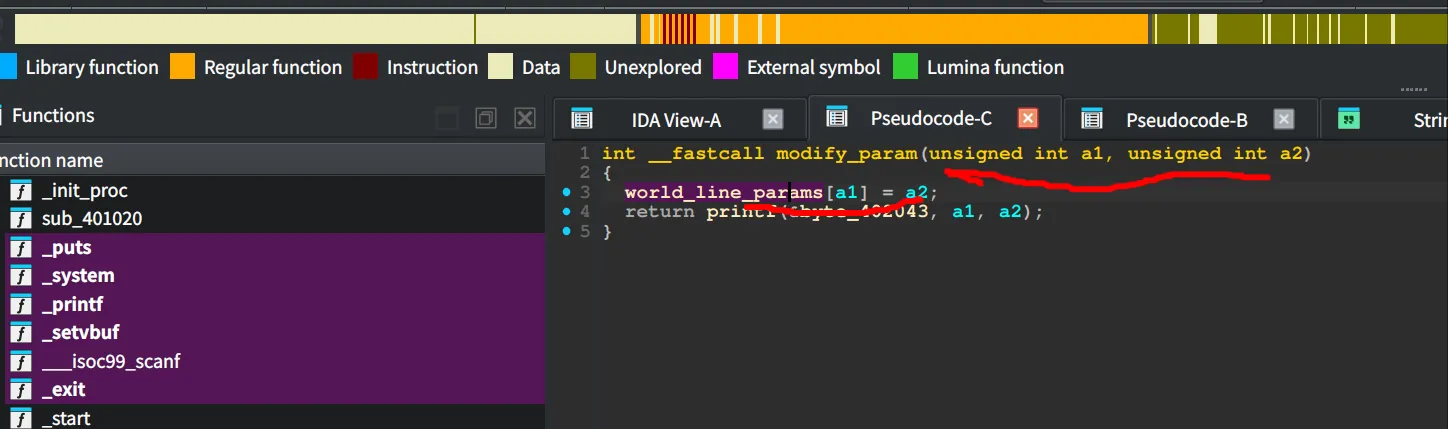 Library function Regular function Instruction Data Unexplored External symbol Lumina function
Functions
IDA View-A Pseudocode-C Pseudocode-B Strin
nction name
_init_proc
sub_401020
_puts
_system
_printf
_setvbuf
___isoc99_scanf
_exit
_start
1 int __fastcall modify_param(unsigned int a1, unsigned int a2)
2 {
3 world_line_params[a1] = a2;
4 return printf(&byte_402043, a1, a2);
5 }